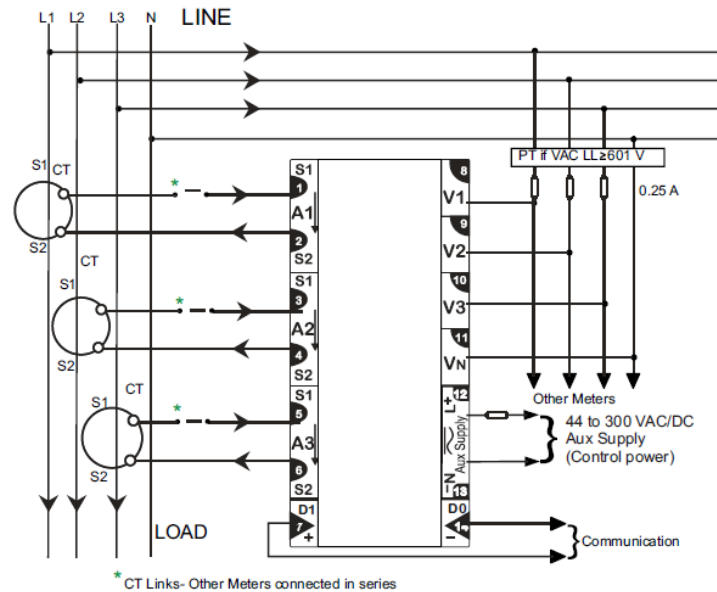 L1 L2 L3 N LINE
S1 CT
S2
CT
S1
S2
CT
S1
S2
LOAD
*
*
*
S1
1
A1
2
S2
S1
3
A2
4
S2
S1
5
A3
6
S2
D1
7
+
8
V1
9
V2
10
V3
11
VN
12
L+
Aux Supply
–N
13
D0
14
–
PT if VAC LL≥601 V
0.25 A
Other Meters
44 to 300 VAC/DC
Aux Supply
(Control power)
Communication
* CT Links- Other Meters connected in series